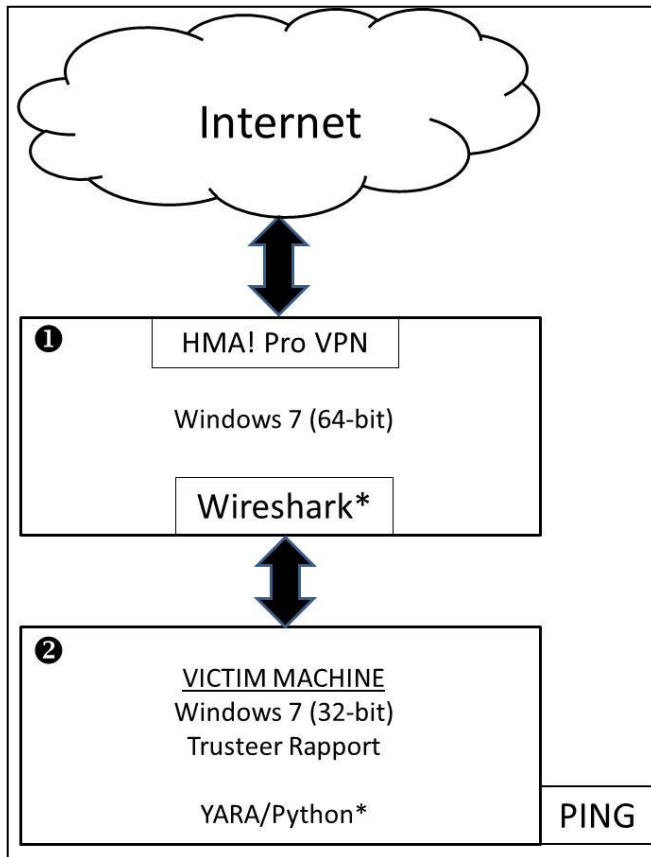 Internet
❶
HMA! Pro VPN
Windows 7 (64-bit)
Wireshark*
❷
VICTIM MACHINE
Windows 7 (32-bit)
Trusteer Rapport
YARA/Python*
PING